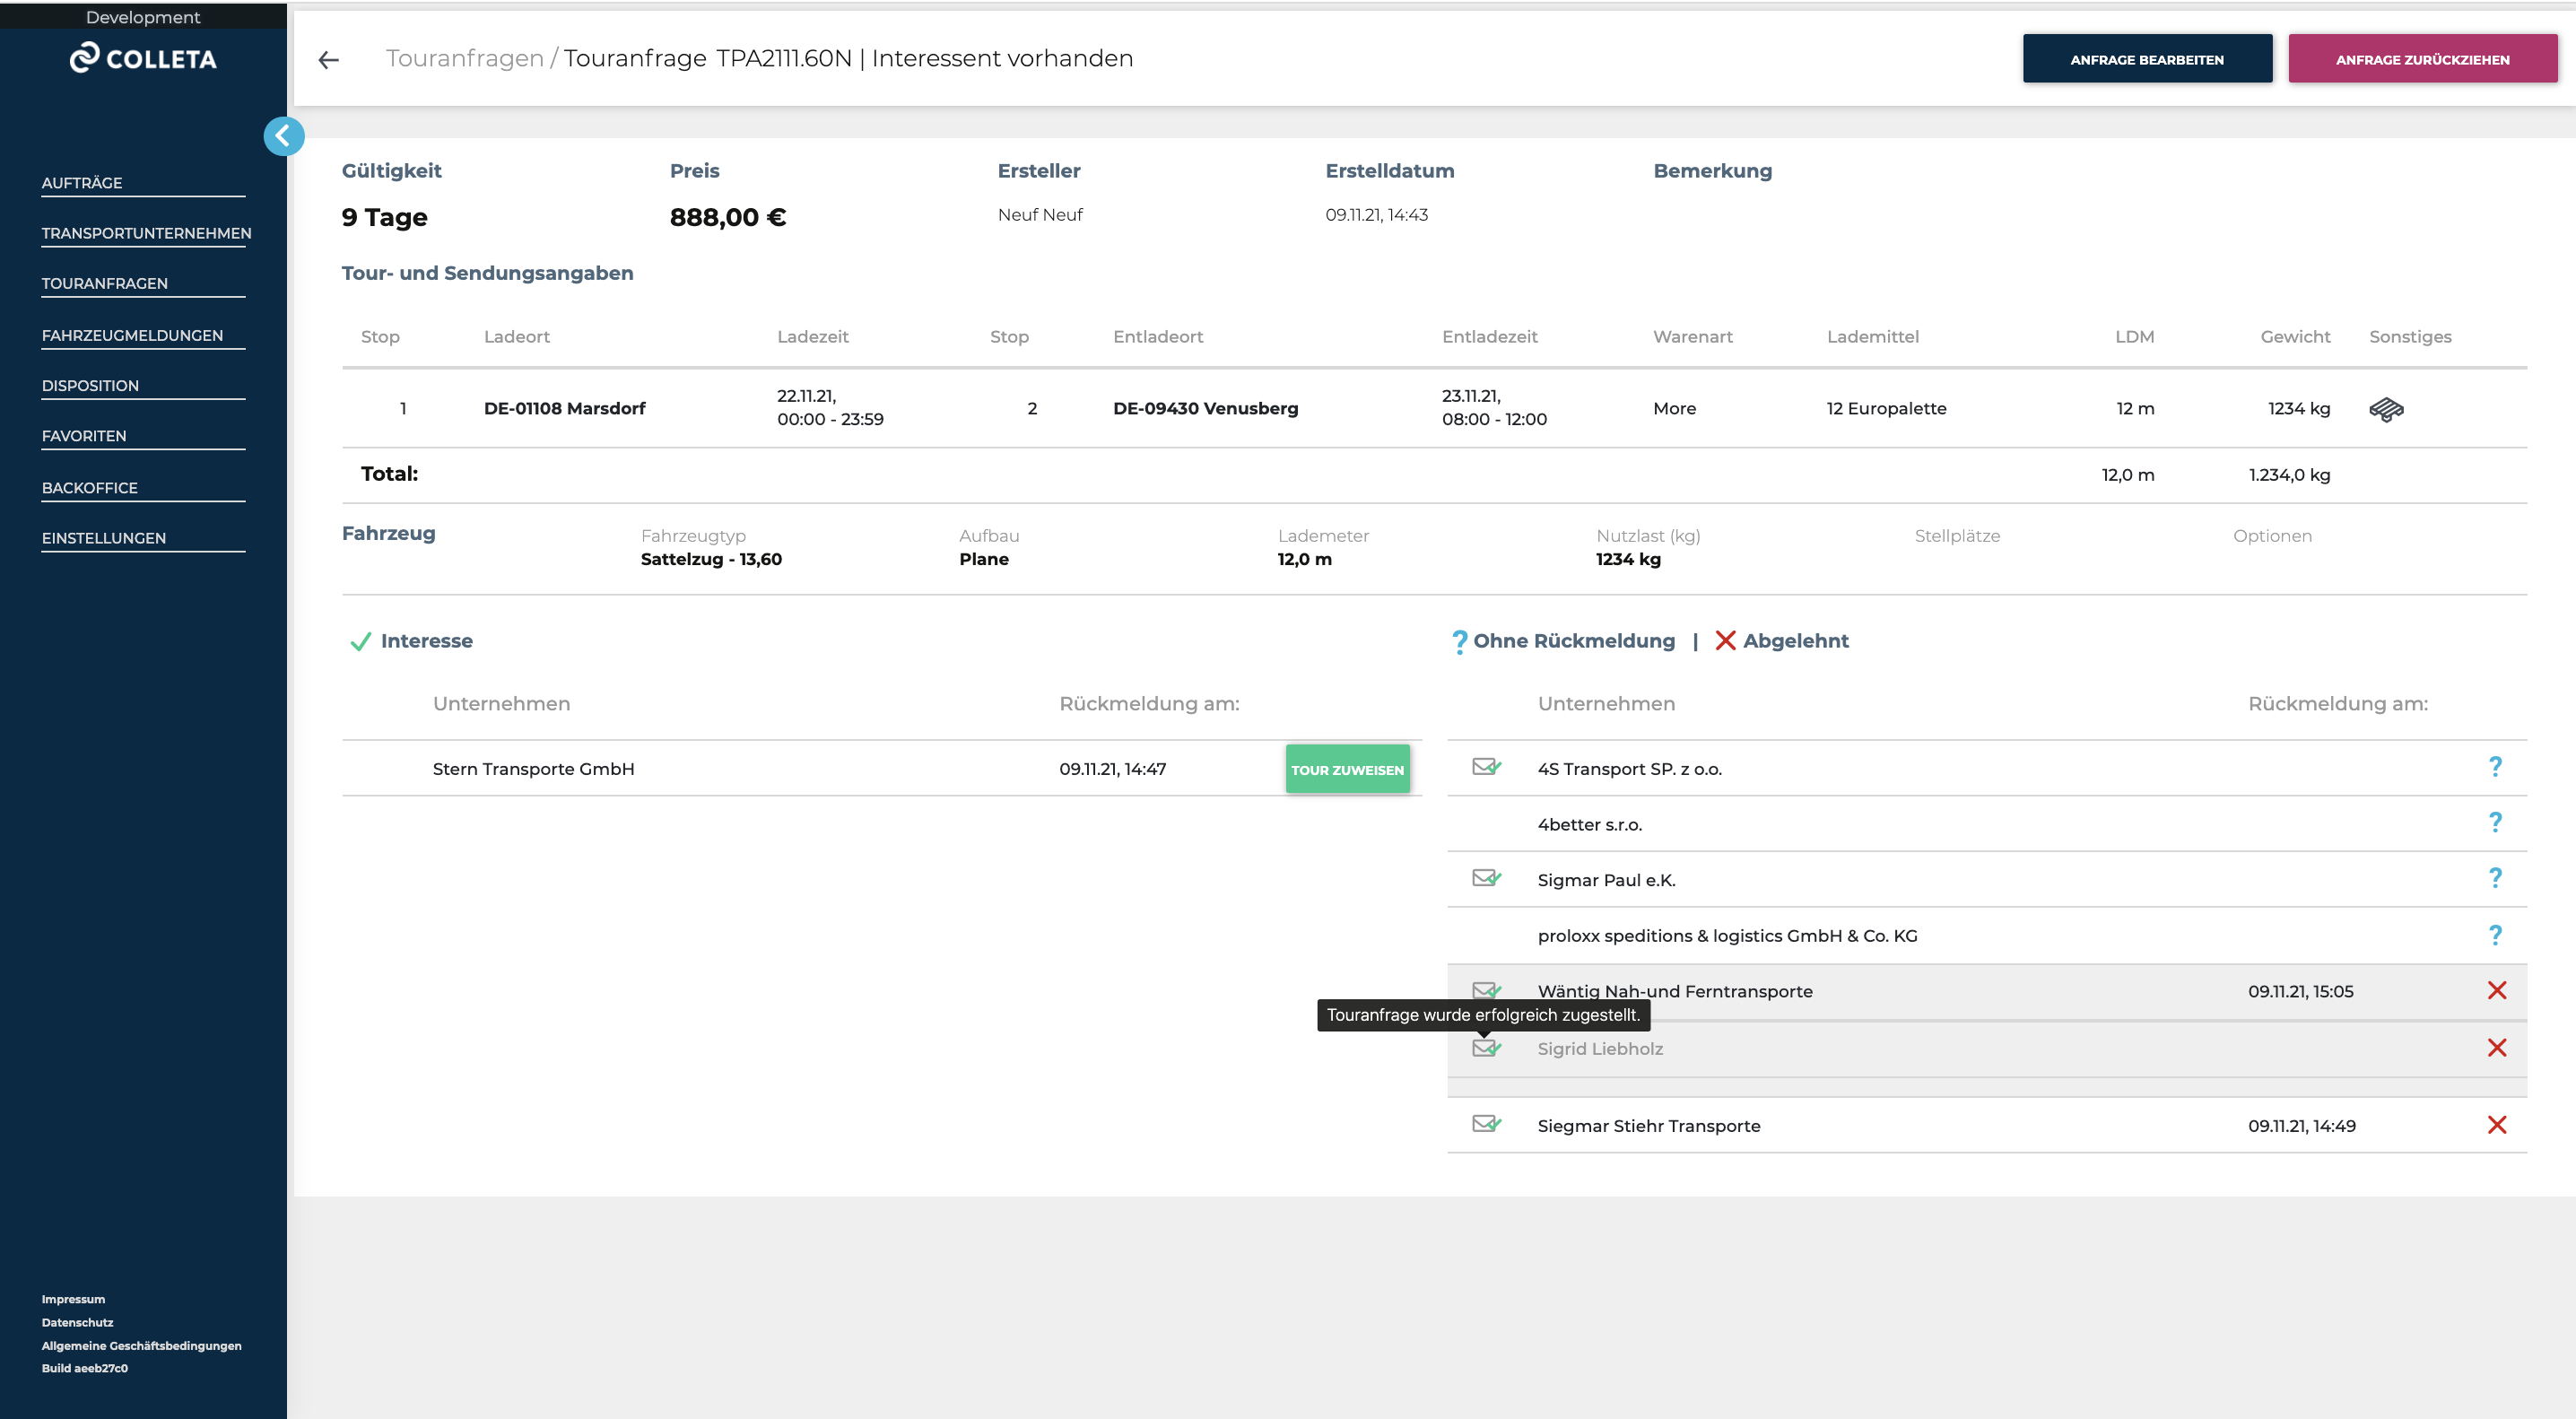 Development
COLLETA
AUFTRÄGE
TRANSPORTUNTERNEHMEN
TOURANFRAGEN
FAHRZEUGMELDUNGEN
DISPOSITION
FAVORITEN
BACKOFFICE
EINSTELLUNGEN
Impressum
Datenschutz
Allgemeine Geschäftsbedingungen
Build aeeb27c0
Touranfragen / Touranfrage TPA2111.60N | Interessent vorhanden
ANFRAGE BEARBEITEN
ANFRAGE ZURÜCKZIEHEN
Gültigkeit Preis Ersteller Erstelldatum Bemerkung
9 Tage 888,00 € Neuf Neuf 09.11.21, 14:43
Tour- und Sendungsangaben
Stop Ladeort Ladezeit Stop Entladeort Entladezeit Warenart Lademittel LDM Gewicht Sonstiges
1 DE-01108 Marsdorf 22.11.21, 00:00 - 23:59 2 DE-09430 Venusberg 23.11.21, 08:00 - 12:00 More 12 Europalette 12 m 1234 kg
Total: 12,0 m 1.234,0 kg
Fahrzeug Fahrzeugtyp Aufbau Lademeter Nutzlast (kg) Stellplätze Optionen
Sattelzug - 13,60 Plane 12,0 m 1234 kg
Interesse
Unternehmen Rückmeldung am:
Stern Transporte GmbH 09.11.21, 14:47 TOUR ZUWEISEN
? Ohne Rückmeldung | Abgelehnt
Unternehmen Rückmeldung am:
4S Transport SP. z o.o. ?
4better s.r.o. ?
Sigmar Paul e.K. ?
proloxx speditions & logistics GmbH & Co. KG ?
Wäntig Nah-und Ferntransporte 09.11.21, 15:05
Touranfrage wurde erfolgreich zugestellt.
Sigrid Liebholz
Siegmar Stiehr Transporte 09.11.21, 14:49